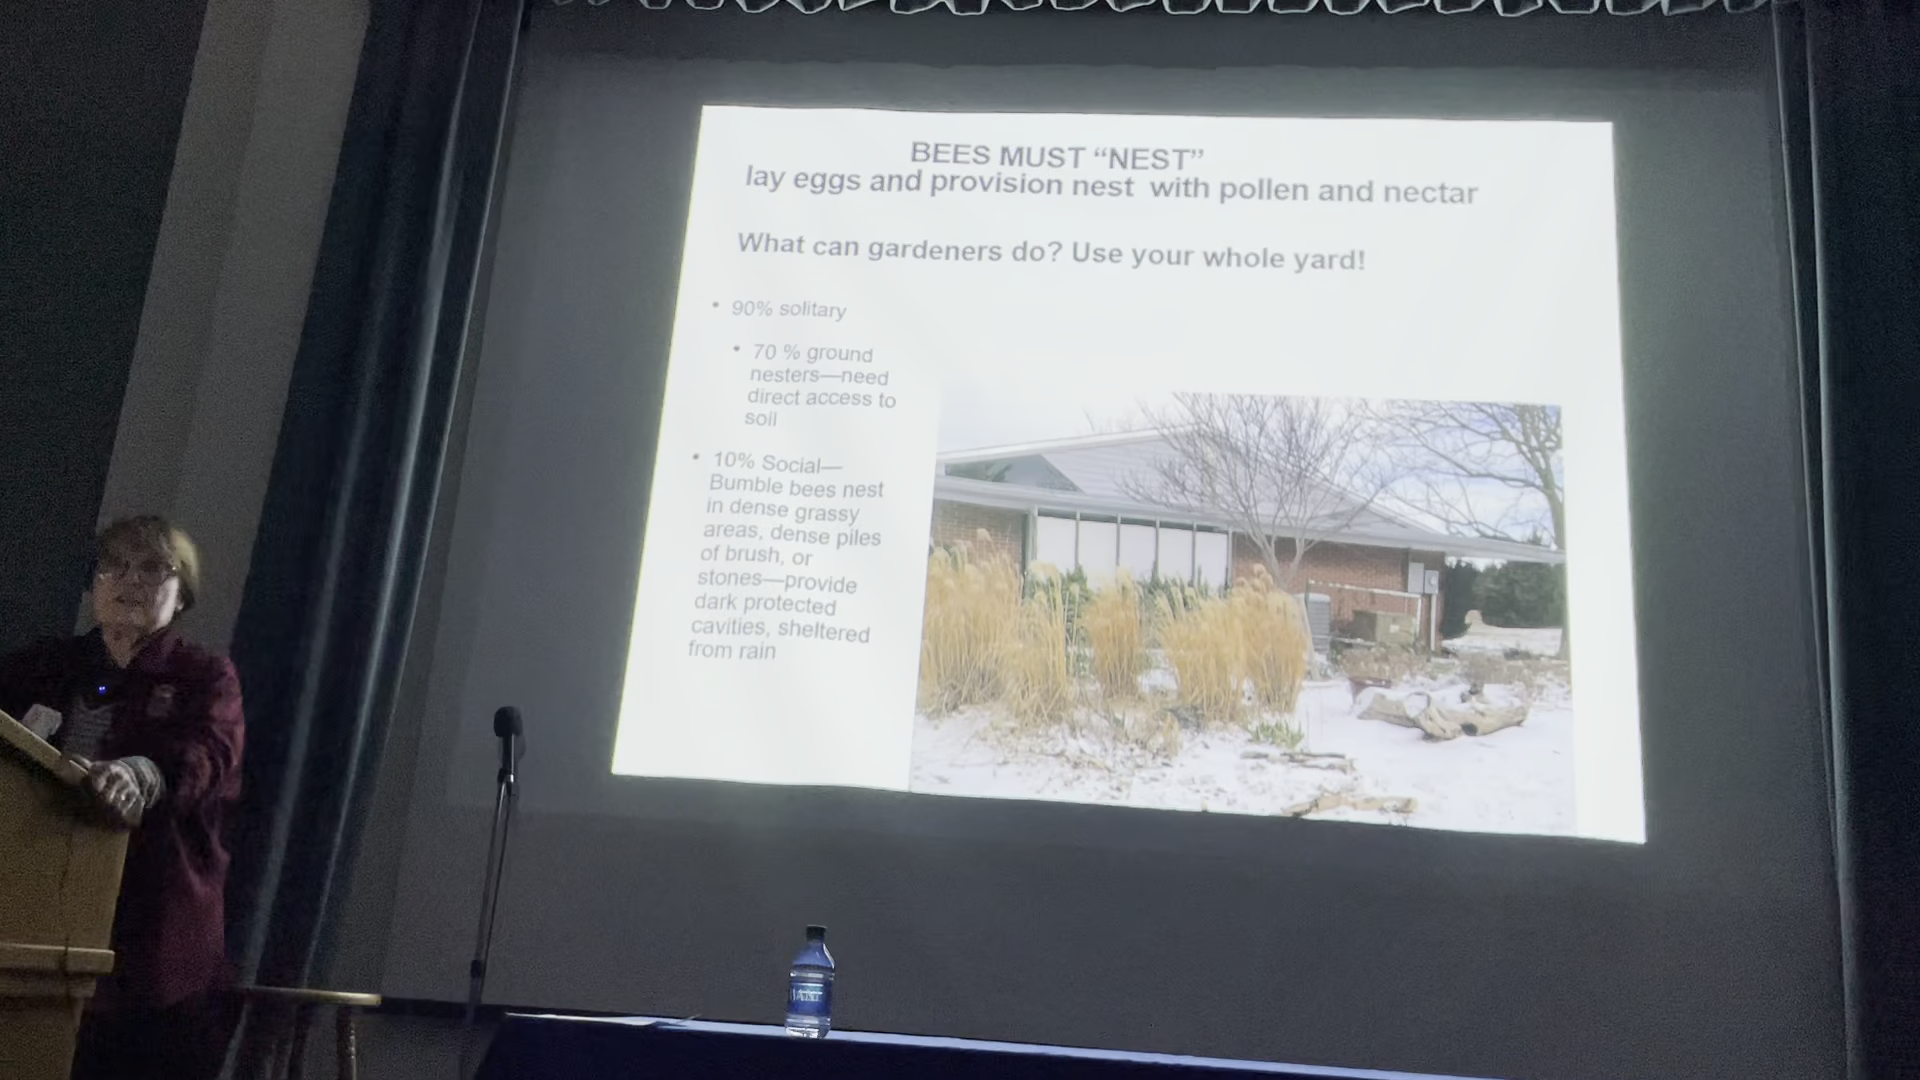 BEES MUST “NEST”
lay eggs and provision nest with pollen and nectar
What can gardeners do? Use your whole yard!
• 90% solitary
• 70 % ground
nesters—need
direct access to
soil
• 10% Social—
Bumble bees nest
in dense grassy
areas, dense piles
of brush, or
stones—provide
dark protected
cavities, sheltered
from rain